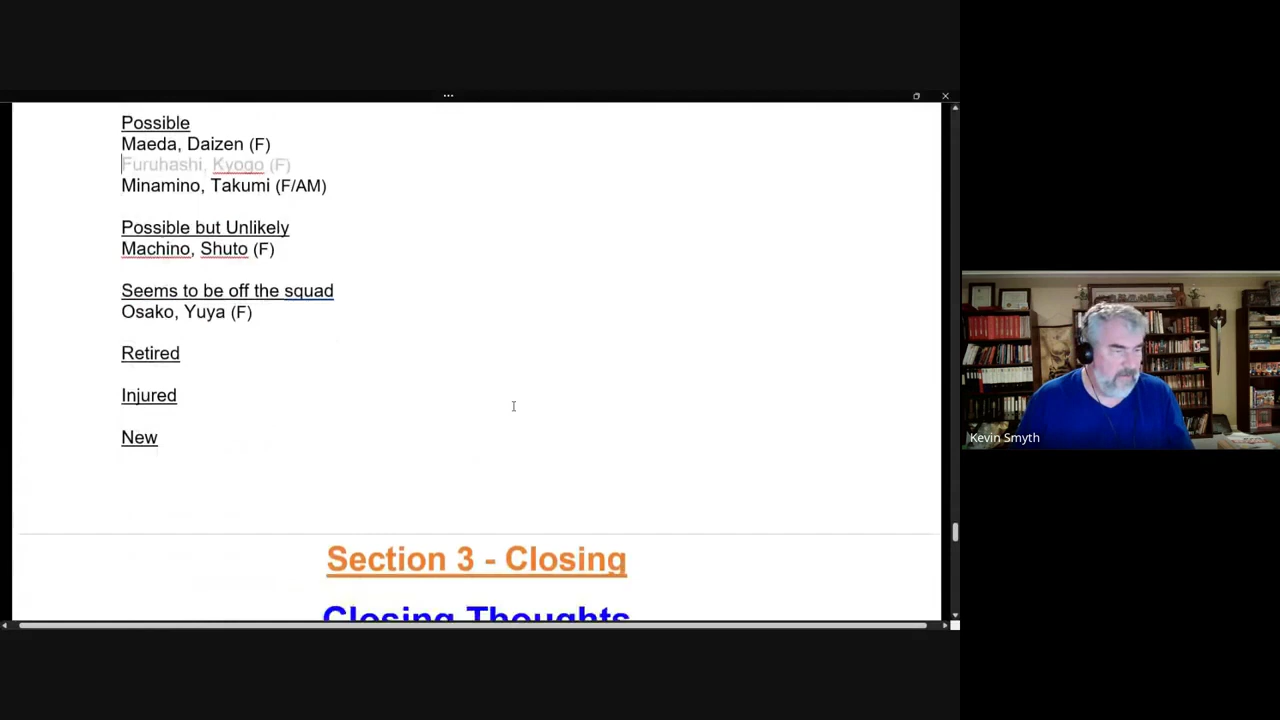 Possible
Maeda, Daizen (F)
Furuhashi, Kyogo (F)
Minamino, Takumi (F/AM)
Possible but Unlikely
Machino, Shuto (F)
Seems to be off the squad
Osako, Yuya (F)
Retired
Injured
New
Section 3 - Closing
Closing Thoughts
Kevin Smyth